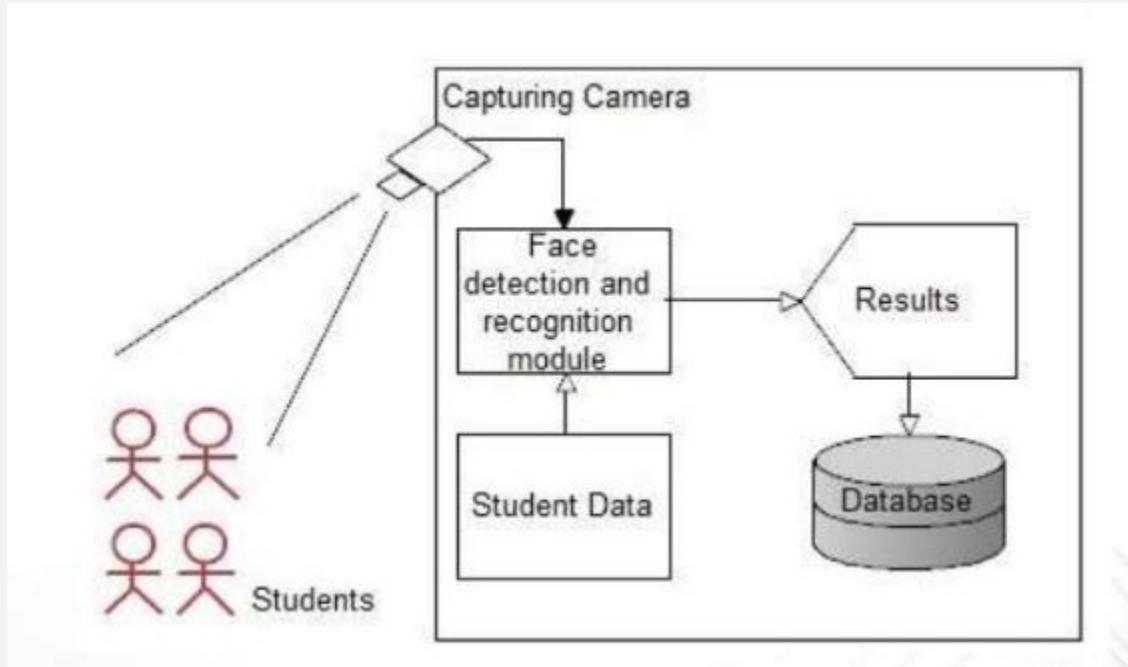 Capturing Camera
Face
detection and
recognition
module
Results
Student Data
Database
Students